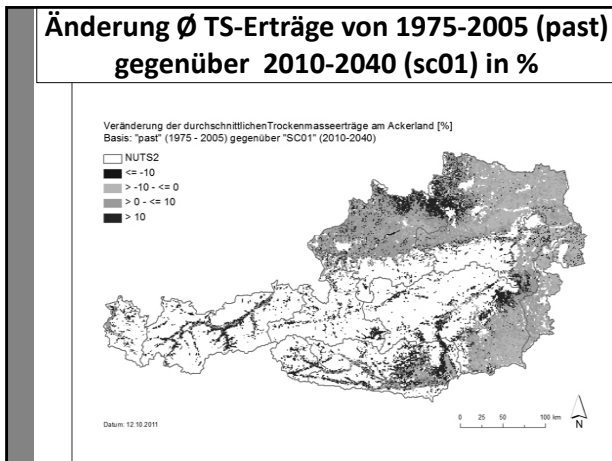 Änderung Ø TS-Erträge von 1975-2005 (past)
gegenüber 2010-2040 (sc01) in %
Veränderung der durchschnittlichenTrockenmasseerträge am Ackerland [%]
Basis: "past" (1975 - 2005) gegenüber "SC01" (2010-2040)
NUTS2
<= -10
> -10 - <= 0
> 0 - <= 10
> 10
Datum: 12.10.2011
0 25 50 100 km
N